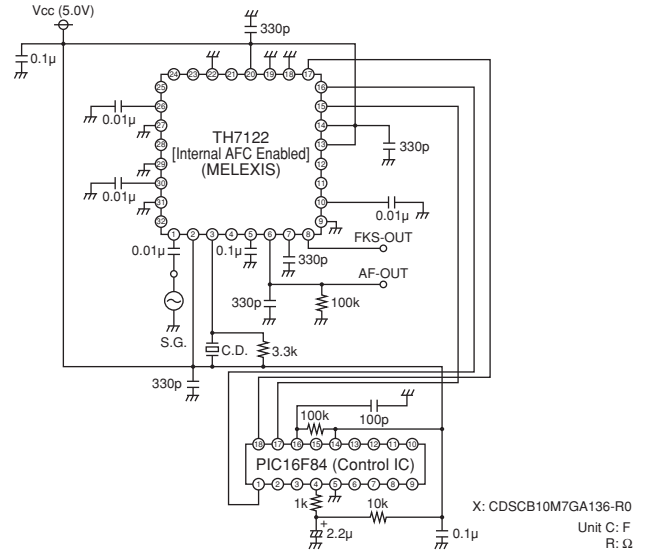 Vcc (5.0V)
330p
0.1μ
24 23 22 21 20 19 18 17
25
26
27
28
29
30
31
32
16
15
14
13
12
11
10
9
0.01μ
TH7122
[Internal AFC Enabled]
(MELEXIS)
330p
0.01μ
0.01μ
1 2 3 4 5 6 7 8
0.01μ
0.1μ
330p
FKS-OUT
AF-OUT
330p
100k
S.G.
C.D.
3.3k
330p
100k
100p
18 17 16 15 14 13 12 11 10
PIC16F84 (Control IC)
1 2 3 4 5 6 7 8 9
1k
10k
+
2.2μ
0.1μ
X: CDSCB10M7GA136-R0
Unit C: F
R: Ω